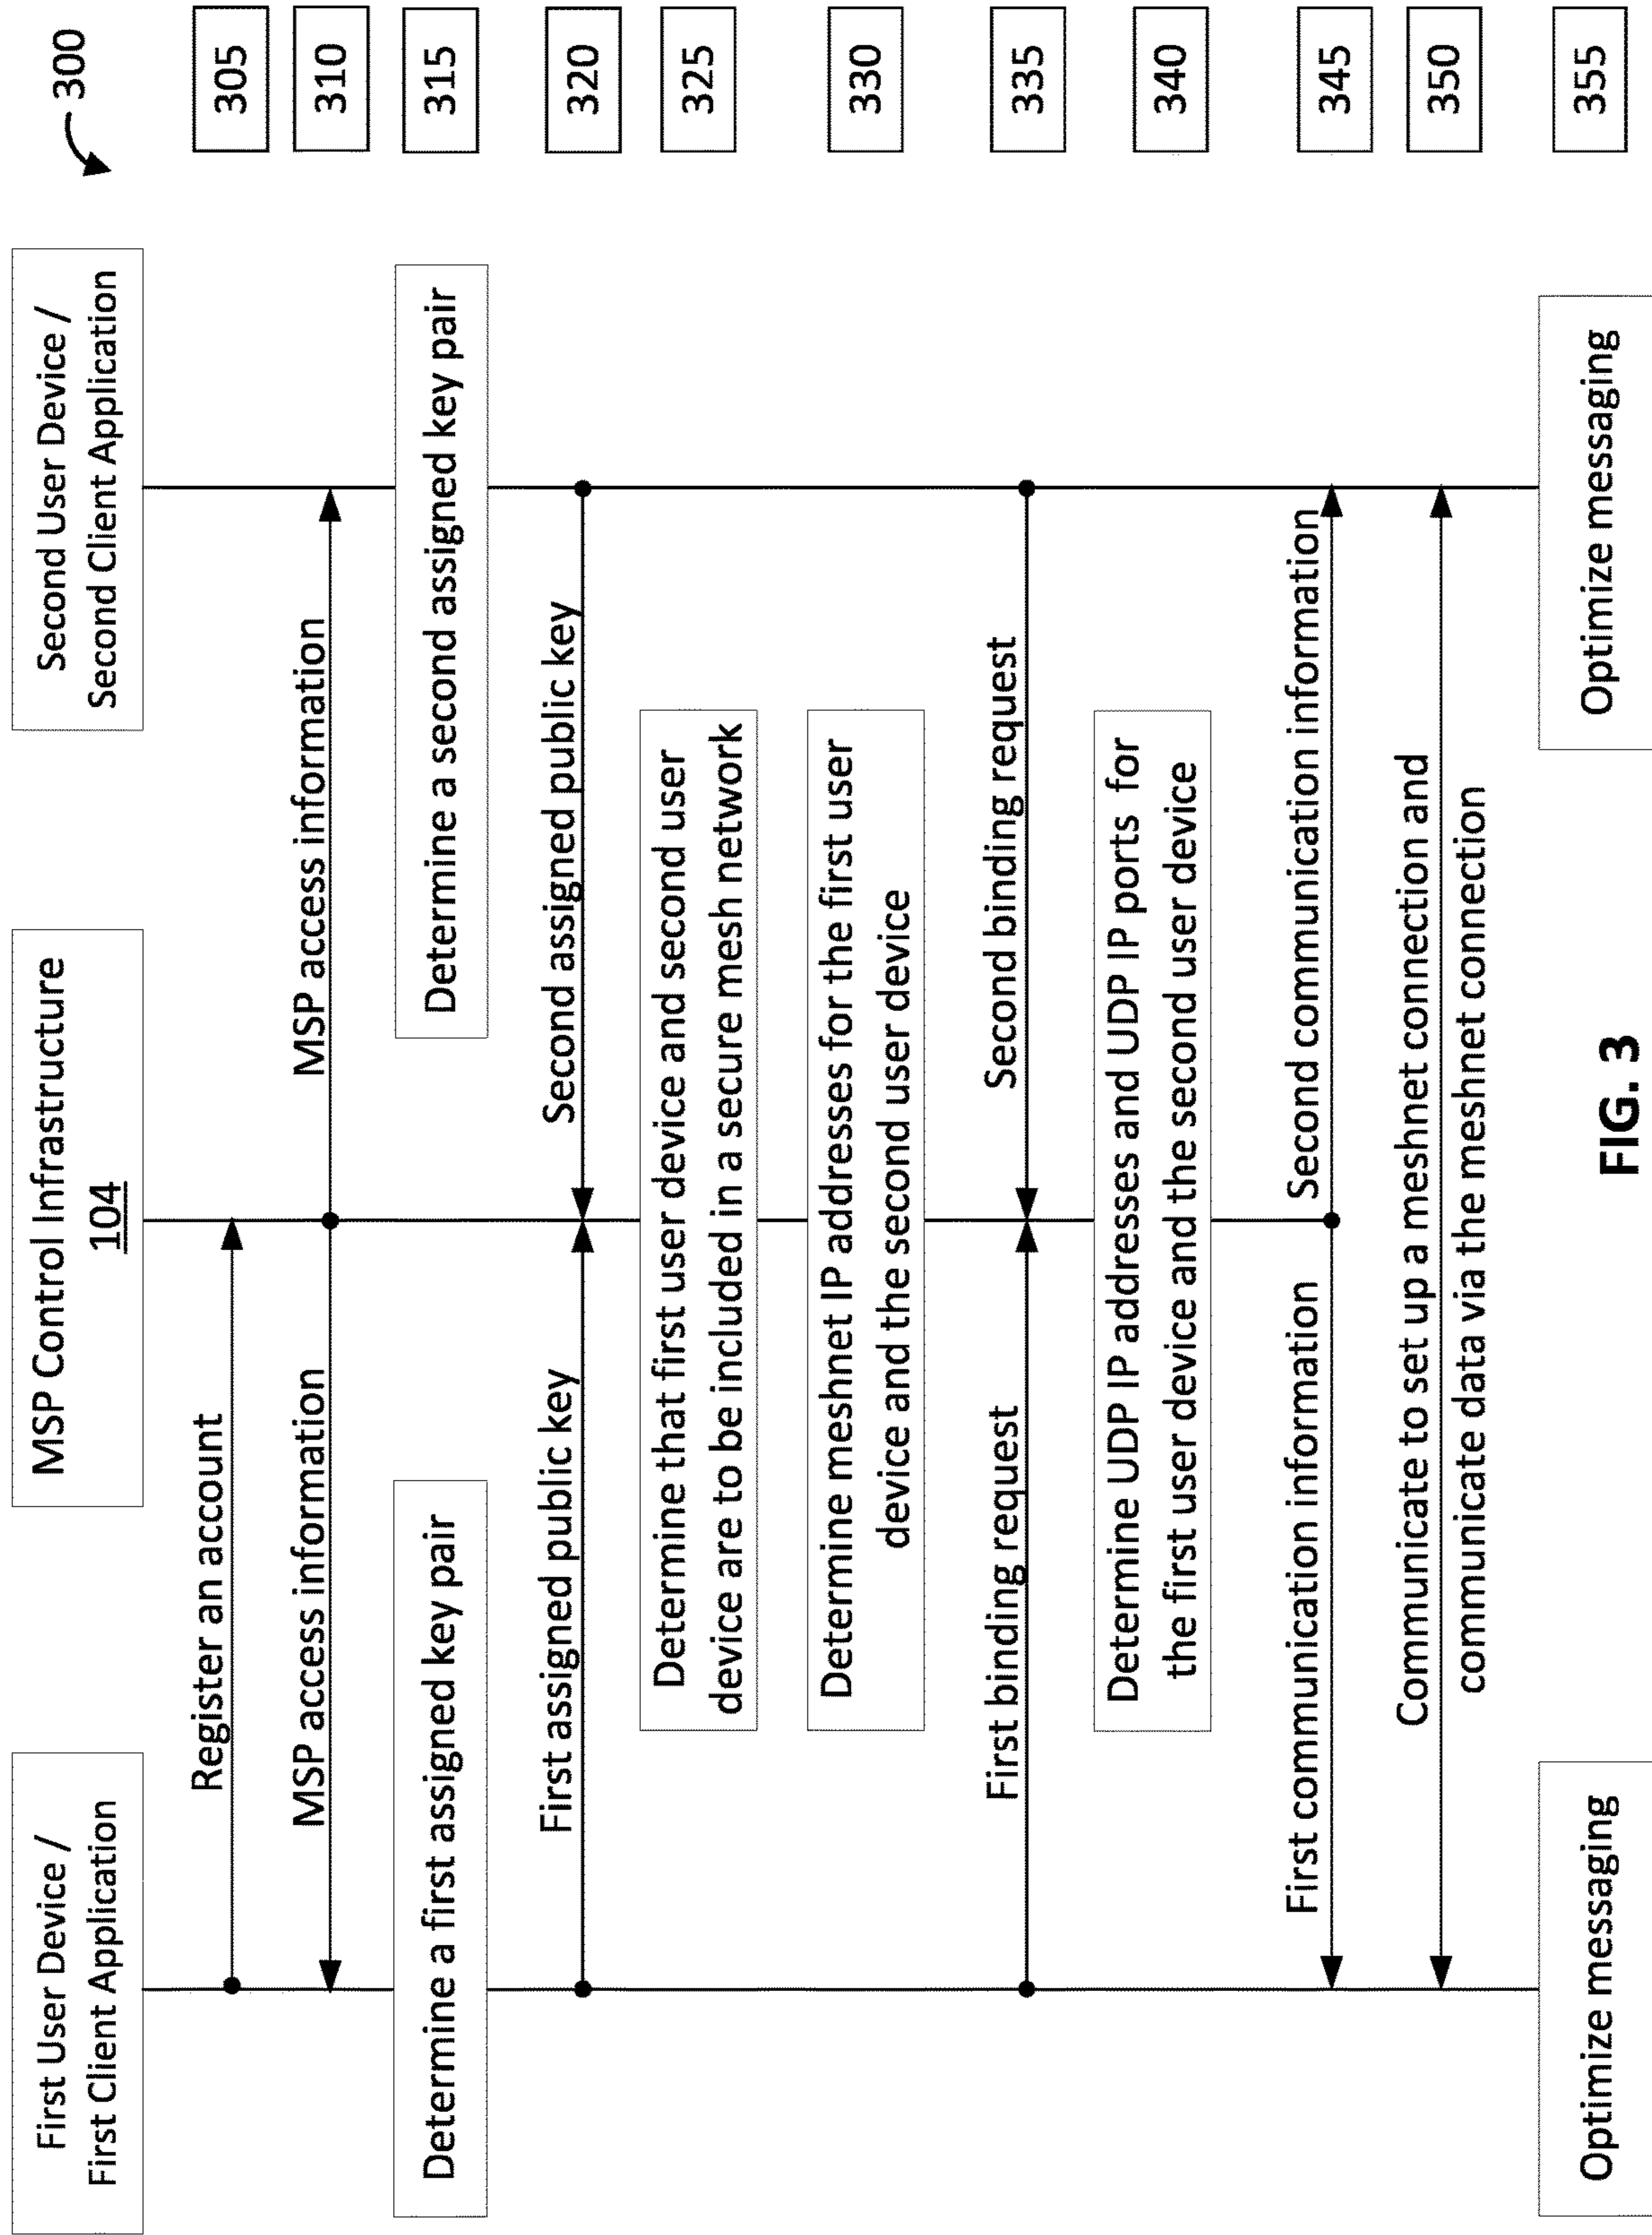 300
First User Device /
First Client Application
MSP Control Infrastructure
104
Second User Device /
Second Client Application
Register an account
305
MSP access information
MSP access information
310
Determine a first assigned key pair
Determine a second assigned key pair
315
First assigned public key
Second assigned public key
320
Determine that first user device and second user
device are to be included in a secure mesh network
325
Determine meshnet IP addresses for the first user
device and the second user device
330
First binding request
Second binding request
335
Determine UDP IP addresses and UDP IP ports for
the first user device and the second user device
340
First communication information
Second communication information
345
Communicate to set up a meshnet connection and
communicate data via the meshnet connection
350
Optimize messaging
Optimize messaging
355
FIG. 3